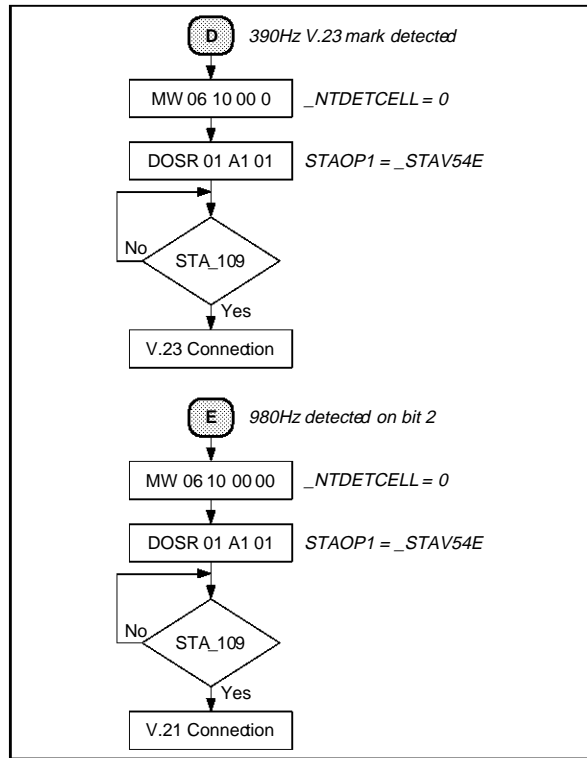 D 390Hz V.23 mark detected
MW 06 10 00 0 _NTDETCELL = 0
DOSR 01 A1 01 STAOP1 = _STAV54E
No
STA_109
Yes
V.23 Connection
E 980Hz detected on bit 2
MW 06 10 00 00 _NTDETCELL = 0
DOSR 01 A1 01 STAOP1 = _STAV54E
No
STA_109
Yes
V.21 Connection